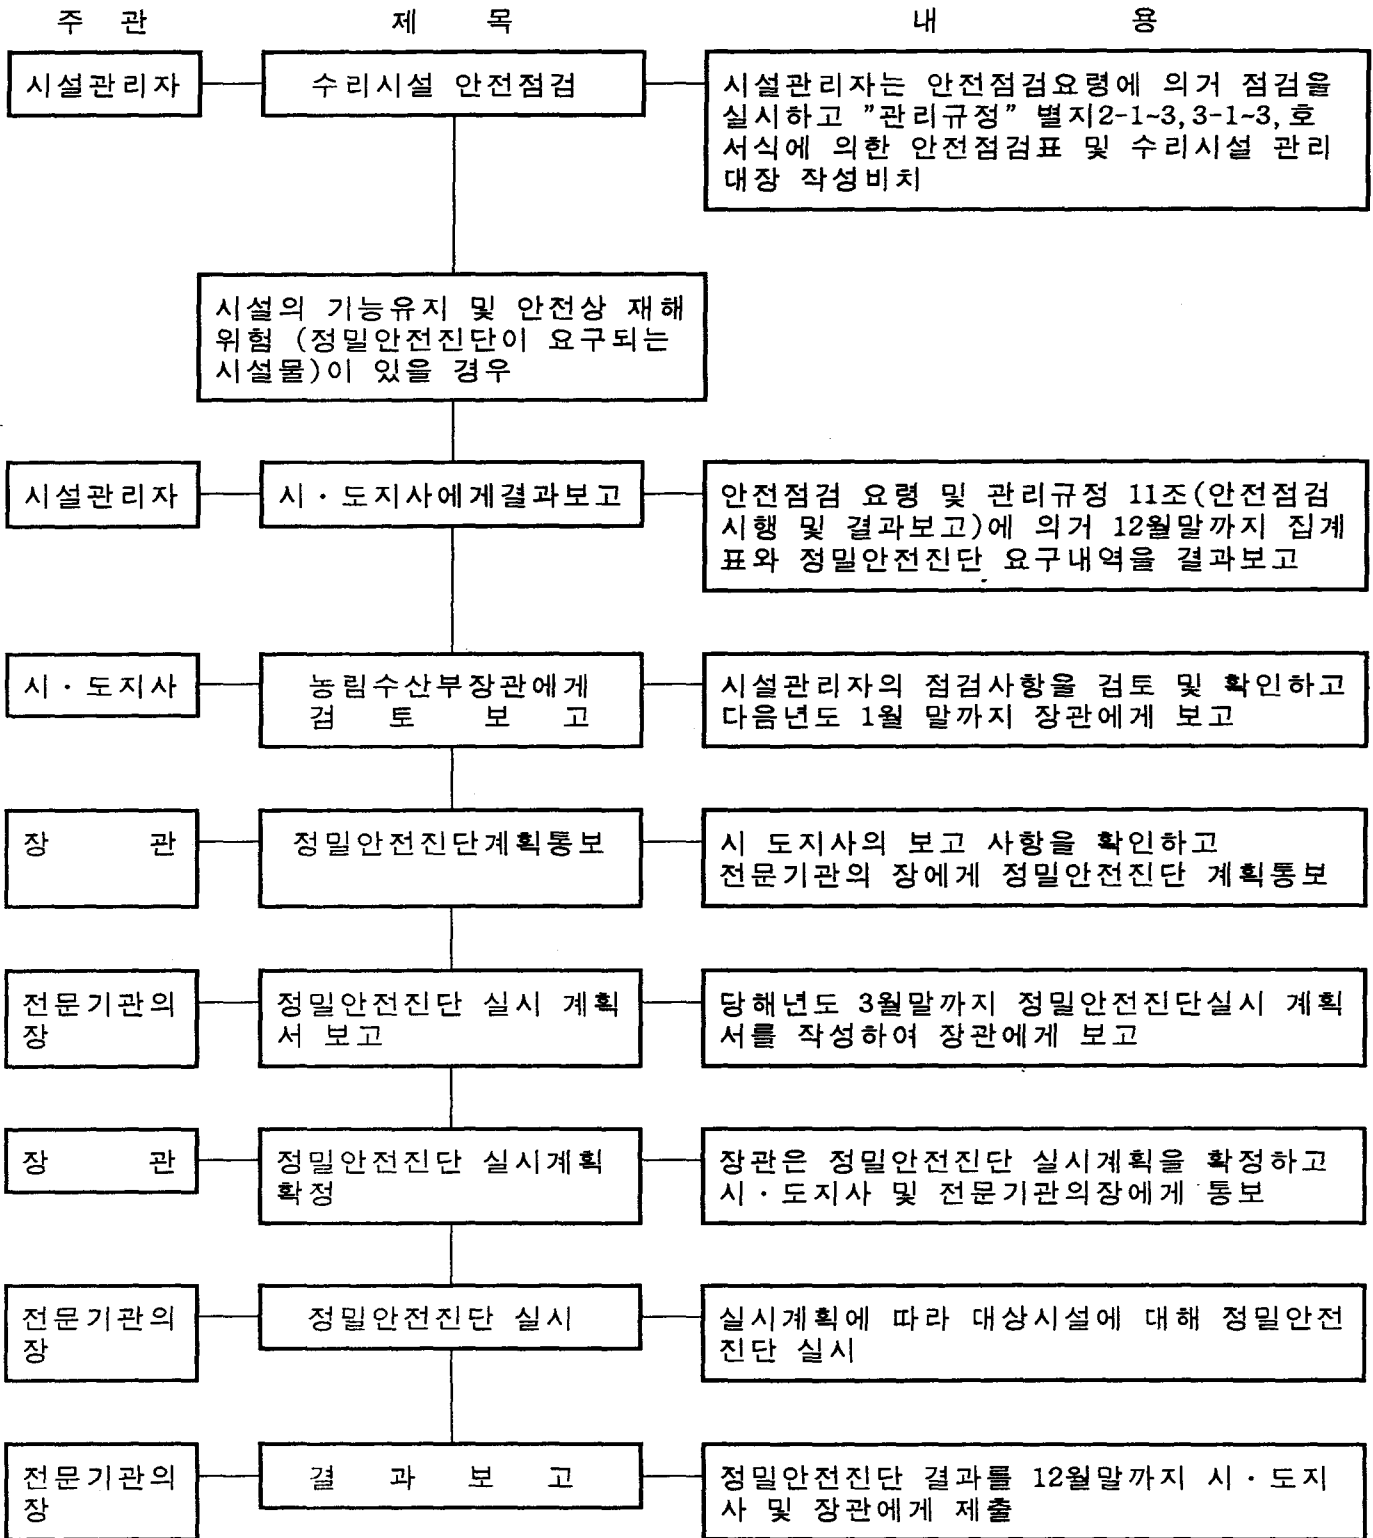 주 관 제 목 내 용
시설관리자
수리시설 안전점검
시설관리자는 안전점검요령에 의거 점검을
실시하고 "관리규정" 별지2-1~3,3-1~3,호
서식에 의한 안전점검표 및 수리시설 관리
대장 작성비치
시설의 기능유지 및 안전상 재해
위험 (정밀안전진단이 요구되는
시설물)이 있을 경우
시설관리자
시·도지사에게결과보고
안전점검 요령 및 관리규정 11조(안전점검
시행 및 결과보고)에 의거 12월말까지 집계
표와 정밀안전진단 요구내역을 결과보고
시·도지사
농림수산부장관에게
검 토 보 고
시설관리자의 점검사항을 검토 및 확인하고
다음년도 1월 말까지 장관에게 보고
장 관
정밀안전진단계획통보
시 도지사의 보고 사항을 확인하고
전문기관의 장에게 정밀안전진단 계획통보
전문기관의
장
정밀안전진단 실시 계획
서 보고
당해년도 3월말까지 정밀안전진단실시 계획
서를 작성하여 장관에게 보고
장 관
정밀안전진단 실시계획
확정
장관은 정밀안전진단 실시계획을 확정하고
시·도지사 및 전문기관의장에게 통보
전문기관의
장
정밀안전진단 실시
실시계획에 따라 대상시설에 대해 정밀안전
진단 실시
전문기관의
장
결 과 보 고
정밀안전진단 결과를 12월말까지 시·도지
사 및 장관에게 제출